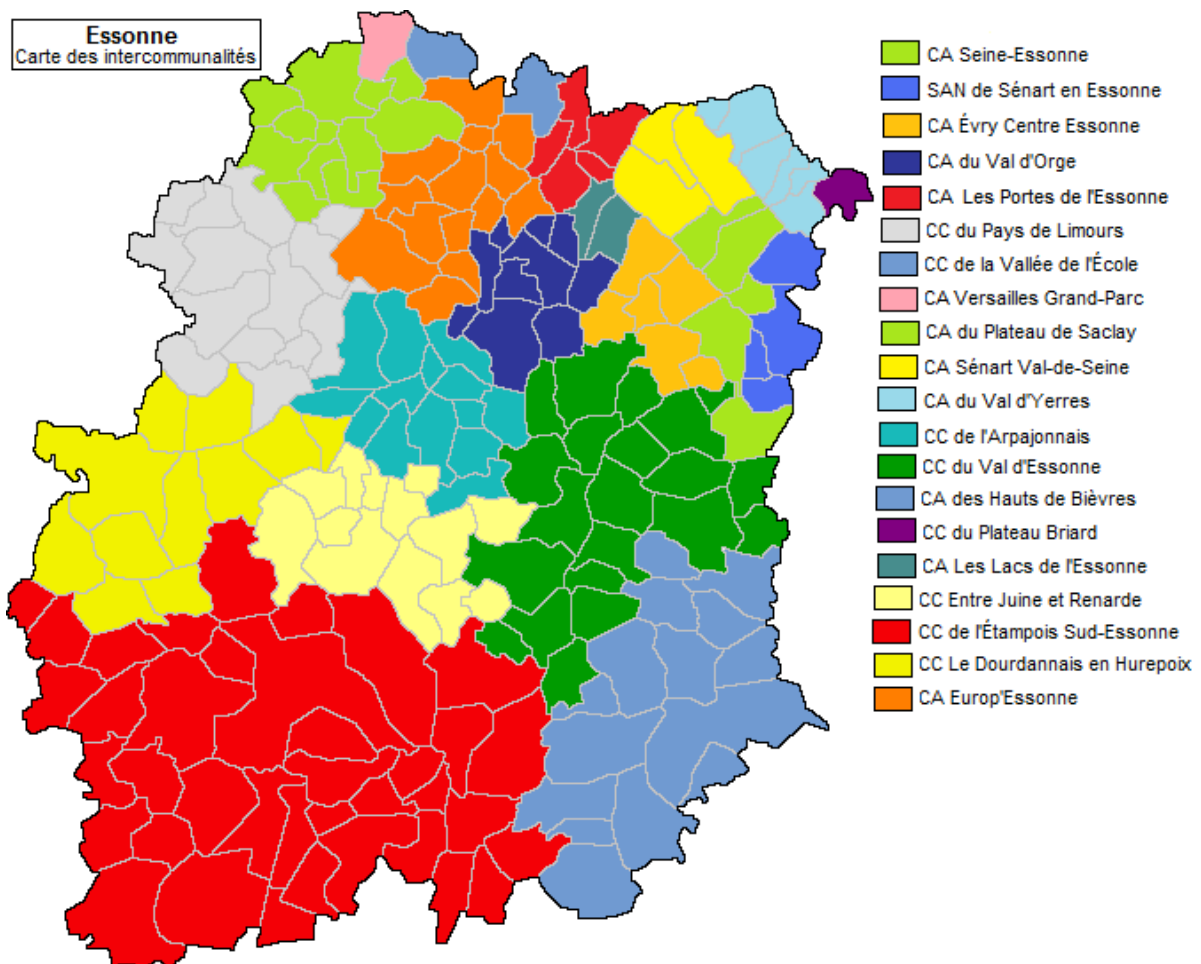 Essonne
Carte des intercommunalités
CA Seine-Essonne
SAN de Sénart en Essonne
CA Évry Centre Essonne
CA du Val d'Orge
CA Les Portes de l'Essonne
CC du Pays de Limours
CC de la Vallée de l'École
CA Versailles Grand-Parc
CA du Plateau de Saclay
CA Sénart Val-de-Seine
CA du Val d'Yerres
CC de l'Arpajonnais
CC du Val d'Essonne
CA des Hauts de Bièvres
CC du Plateau Briard
CA Les Lacs de l'Essonne
CC Entre Juine et Renarde
CC de l'Étampois Sud-Essonne
CC Le Dourdannais en Hurepoix
CA Europ'Essonne